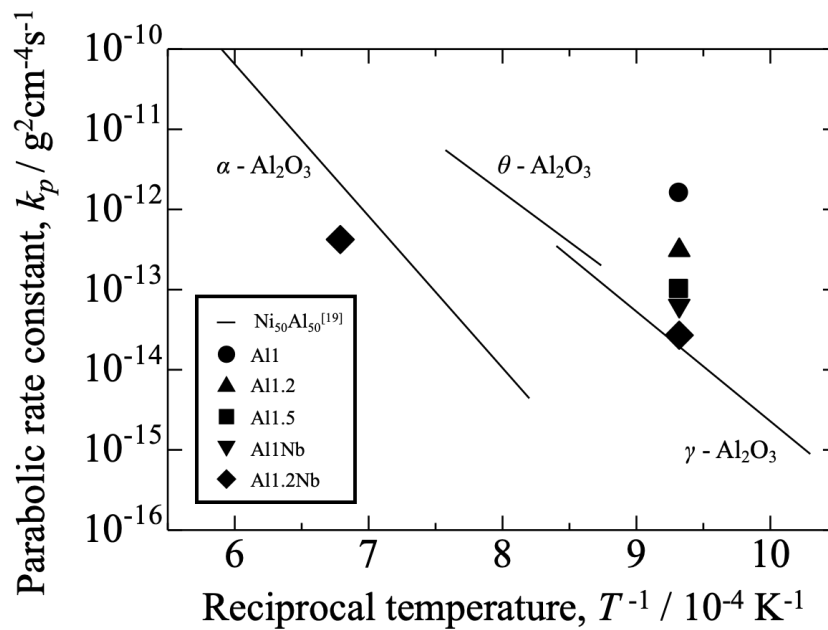 Parabolic rate constant, kp / g²cm⁻⁴s⁻¹
10⁻¹⁰
10⁻¹¹
10⁻¹²
10⁻¹³
10⁻¹⁴
10⁻¹⁵
10⁻¹⁶
α - Al₂O₃
θ - Al₂O₃
γ - Al₂O₃
Ni₅₀Al₅₀[19]
Al1
Al1.2
Al1.5
Al1Nb
Al1.2Nb
6 7 8 9 10
Reciprocal temperature, T⁻¹ / 10⁻⁴ K⁻¹